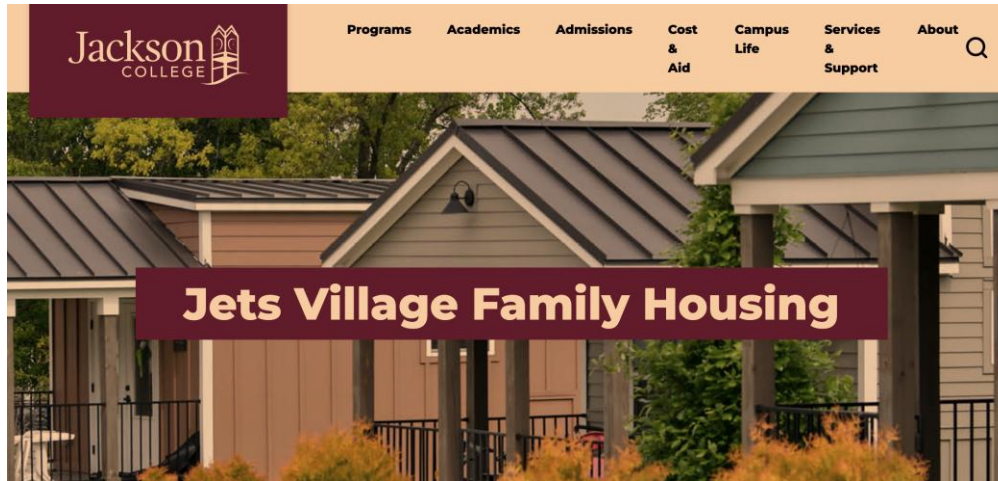 Jackson
COLLEGE
Programs
Academics
Admissions
Cost
&
Aid
Campus
Life
Services
&
Support
About
Jets Village Family Housing